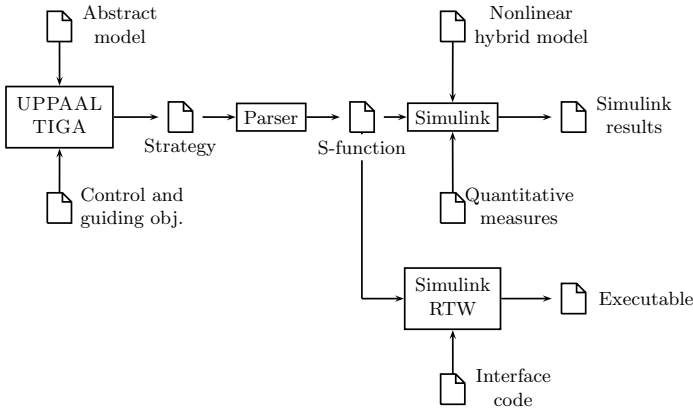 Abstract
model
Nonlinear
hybrid model
UPPAAL
TIGA
Strategy
Parser
S-function
Simulink
Simulink
results
Control and
guiding obj.
Quantitative
measures
Simulink
RTW
Executable
Interface
code